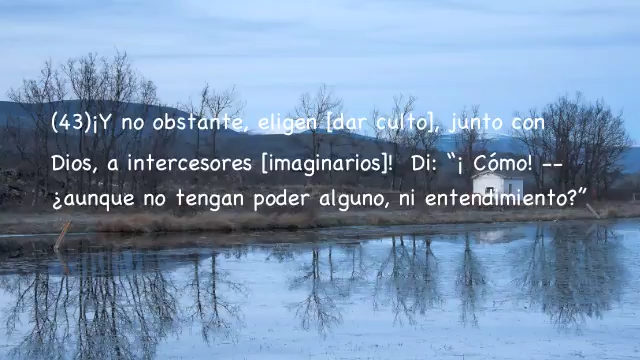 (43)¡Y no obstante, eligen [dar culto], junto con
Dios, a intercesores [imaginarios]! Di: “¡ Cómo! --
¿aunque no tengan poder alguno, ni entendimiento?”